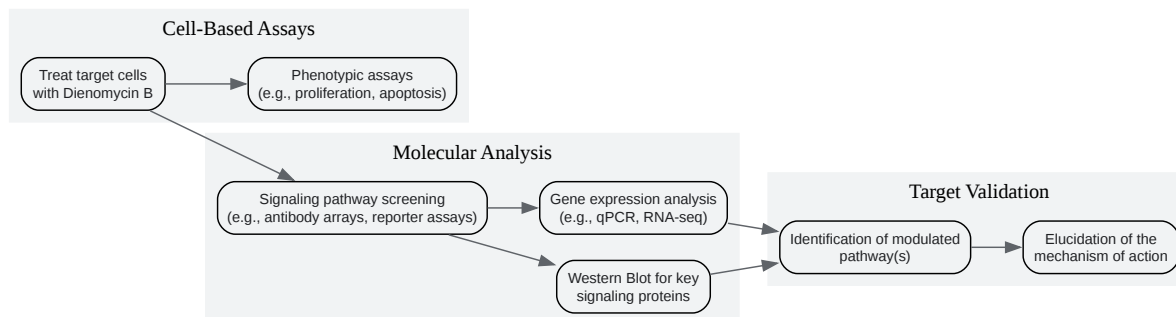 Cell-Based Assays
Treat target cells
with Dienomycin B
Phenotypic assays
(e.g., proliferation, apoptosis)
Molecular Analysis
Signaling pathway screening
(e.g., antibody arrays, reporter assays)
Gene expression analysis
(e.g., qPCR, RNA-seq)
Western Blot for key
signaling proteins
Target Validation
Identification of modulated
pathway(s)
Elucidation of the
mechanism of action